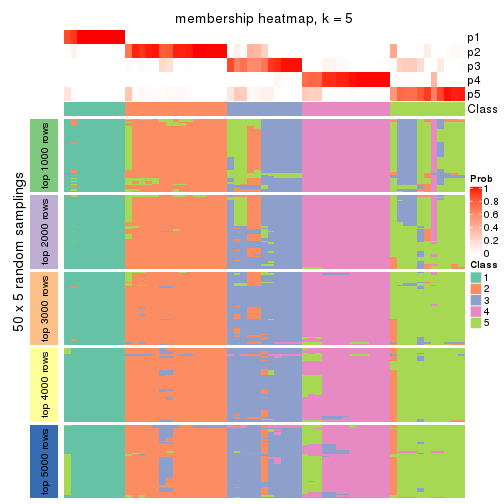 membership heatmap, k = 5
p1
p2
p3
p4
p5
Class
50 x 5 random samplings
top 1000 rows
top 2000 rows
top 3000 rows
top 4000 rows
top 5000 rows
Prob
1
0.8
0.6
0.4
0.2
0
Class
1
2
3
4
5